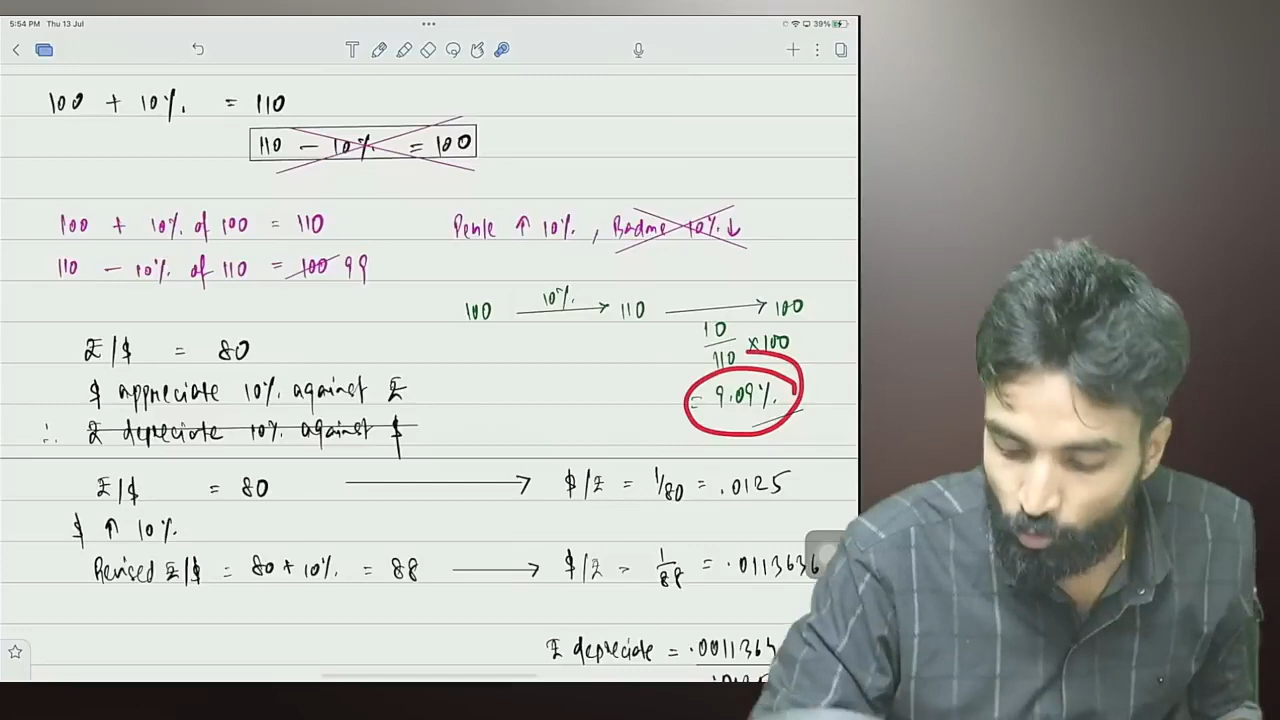 5:54 PM Thu 13 Jul
39%
100 + 10% = 110
110 – 10% = 100
100 + 10% of 100 = 110
110 – 10% of 110 = 100 99
Pehle ↑ 10%, Badme 10% ↓
100 10% → 110 → 100
10/110 × 100
= 9.09%
₹/$ = 80
$ appreciate 10% against ₹
∴ ₹ depreciate 10% against $
₹/$ = 80 → $/₹ = 1/80 = .0125
$ ↑ 10%
Revised ₹/$ = 80 + 10% = 88 → $/₹ = 1/88 = .0113636
₹ depreciate = .001136